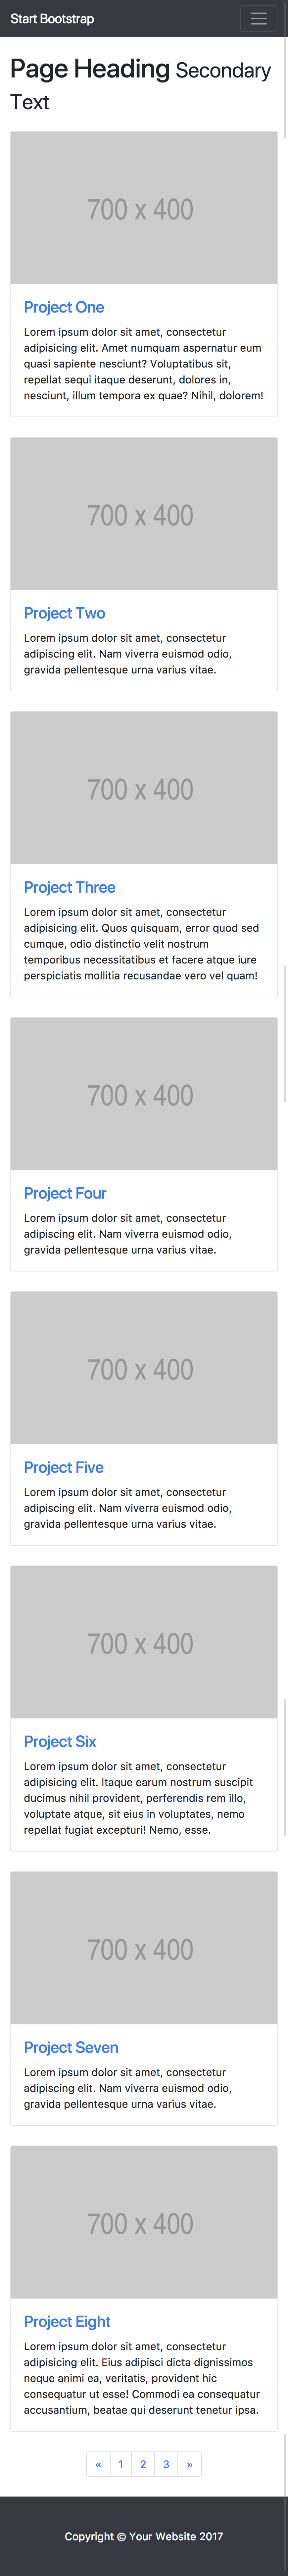 Start Bootstrap
Page Heading Secondary
Text
700 x 400
Project One
Lorem ipsum dolor sit amet, consectetur
adipisicing elit. Amet numquam aspernatur eum
quasi sapiente nesciunt? Voluptatibus sit,
repellat sequi itaque deserunt, dolores in,
nesciunt, illum tempora ex quae? Nihil, dolorem!
700 x 400
Project Two
Lorem ipsum dolor sit amet, consectetur
adipiscing elit. Nam viverra euismod odio,
gravida pellentesque urna varius vitae.
700 x 400
Project Three
Lorem ipsum dolor sit amet, consectetur
adipisicing elit. Quos quisquam, error quod sed
cumque, odio distinctio velit nostrum
temporibus necessitatibus et facere atque iure
perspiciatis mollitia recusandae vero vel quam!
700 x 400
Project Four
Lorem ipsum dolor sit amet, consectetur
adipiscing elit. Nam viverra euismod odio,
gravida pellentesque urna varius vitae.
700 x 400
Project Five
Lorem ipsum dolor sit amet, consectetur
adipiscing elit. Nam viverra euismod odio,
gravida pellentesque urna varius vitae.
700 x 400
Project Six
Lorem ipsum dolor sit amet, consectetur
adipisicing elit. Itaque earum nostrum suscipit
ducimus nihil provident, perferendis rem illo,
voluptate atque, sit eius in voluptates, nemo
repellat fugiat excepturi! Nemo, esse.
700 x 400
Project Seven
Lorem ipsum dolor sit amet, consectetur
adipiscing elit. Nam viverra euismod odio,
gravida pellentesque urna varius vitae.
700 x 400
Project Eight
Lorem ipsum dolor sit amet, consectetur
adipisicing elit. Eius adipisci dicta dignissimos
neque animi ea, veritatis, provident hic
consequatur ut esse! Commodi ea consequatur
accusantium, beatae qui deserunt tenetur ipsa.
« 1 2 3 »
Copyright © Your Website 2017